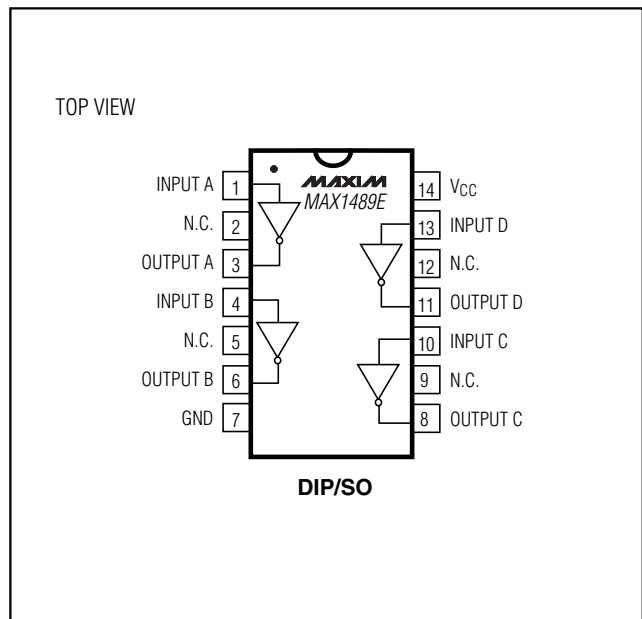 TOP VIEW
MAXIM
MAX1489E
INPUT A 1
N.C. 2
OUTPUT A 3
INPUT B 4
N.C. 5
OUTPUT B 6
GND 7
14 VCC
13 INPUT D
12 N.C.
11 OUTPUT D
10 INPUT C
9 N.C.
8 OUTPUT C
DIP/SO